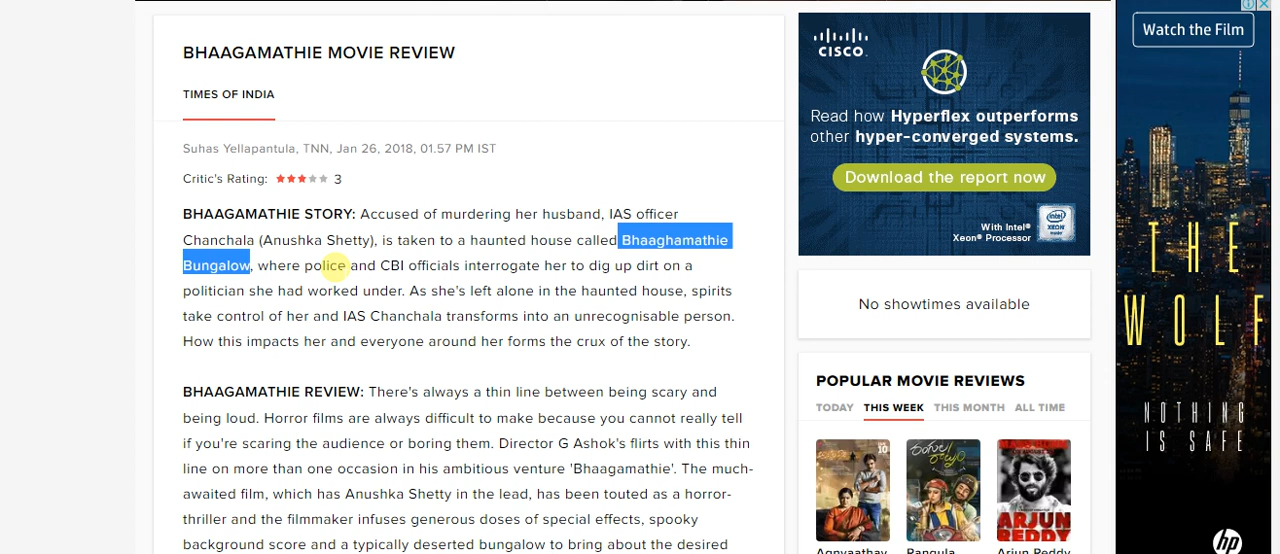 BHAAGAMATHIE MOVIE REVIEW
TIMES OF INDIA
Suhas Yellapantula, TNN, Jan 26, 2018, 01.57 PM IST
Critic's Rating: 3
BHAAGAMATHIE STORY: Accused of murdering her husband, IAS officer
Chanchala (Anushka Shetty), is taken to a haunted house called Bhaaghamathie
Bungalow, where police and CBI officials interrogate her to dig up dirt on a
politician she had worked under. As she's left alone in the haunted house, spirits
take control of her and IAS Chanchala transforms into an unrecognisable person.
How this impacts her and everyone around her forms the crux of the story.
BHAAGAMATHIE REVIEW: There's always a thin line between being scary and
being loud. Horror films are always difficult to make because you cannot really tell
if you're scaring the audience or boring them. Director G Ashok's flirts with this thin
line on more than one occasion in his ambitious venture 'Bhaagamathie'. The much-
awaited film, which has Anushka Shetty in the lead, has been touted as a horror-
thriller and the filmmaker infuses generous doses of special effects, spooky
background score and a typically deserted bungalow to bring about the desired
CISCO
Read how Hyperflex outperforms
other hyper-converged systems.
Download the report now
With Intel®
Xeon® Processor
No showtimes available
POPULAR MOVIE REVIEWS
TODAY THIS WEEK THIS MONTH ALL TIME
ARJUN
REDDY
Agnyaathav Rangula Arjun Reddy
Watch the Film
THE
WOLF
NOTHING
IS SAFE
hp